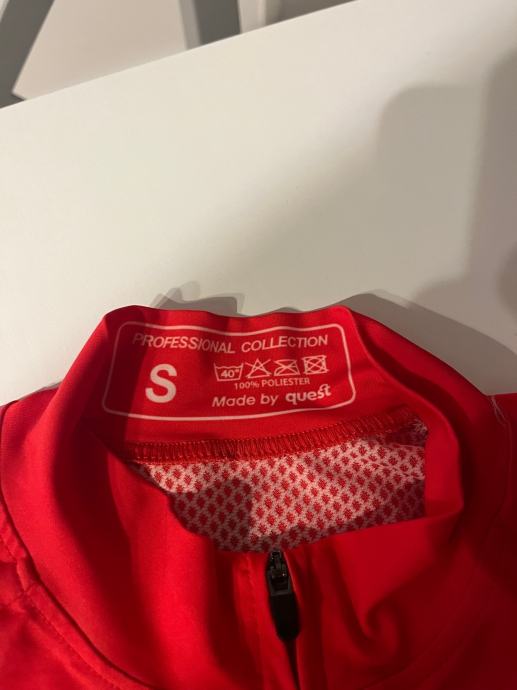 PROFESSIONAL COLLECTION
S
40°
100% POLIESTER
Made by quest